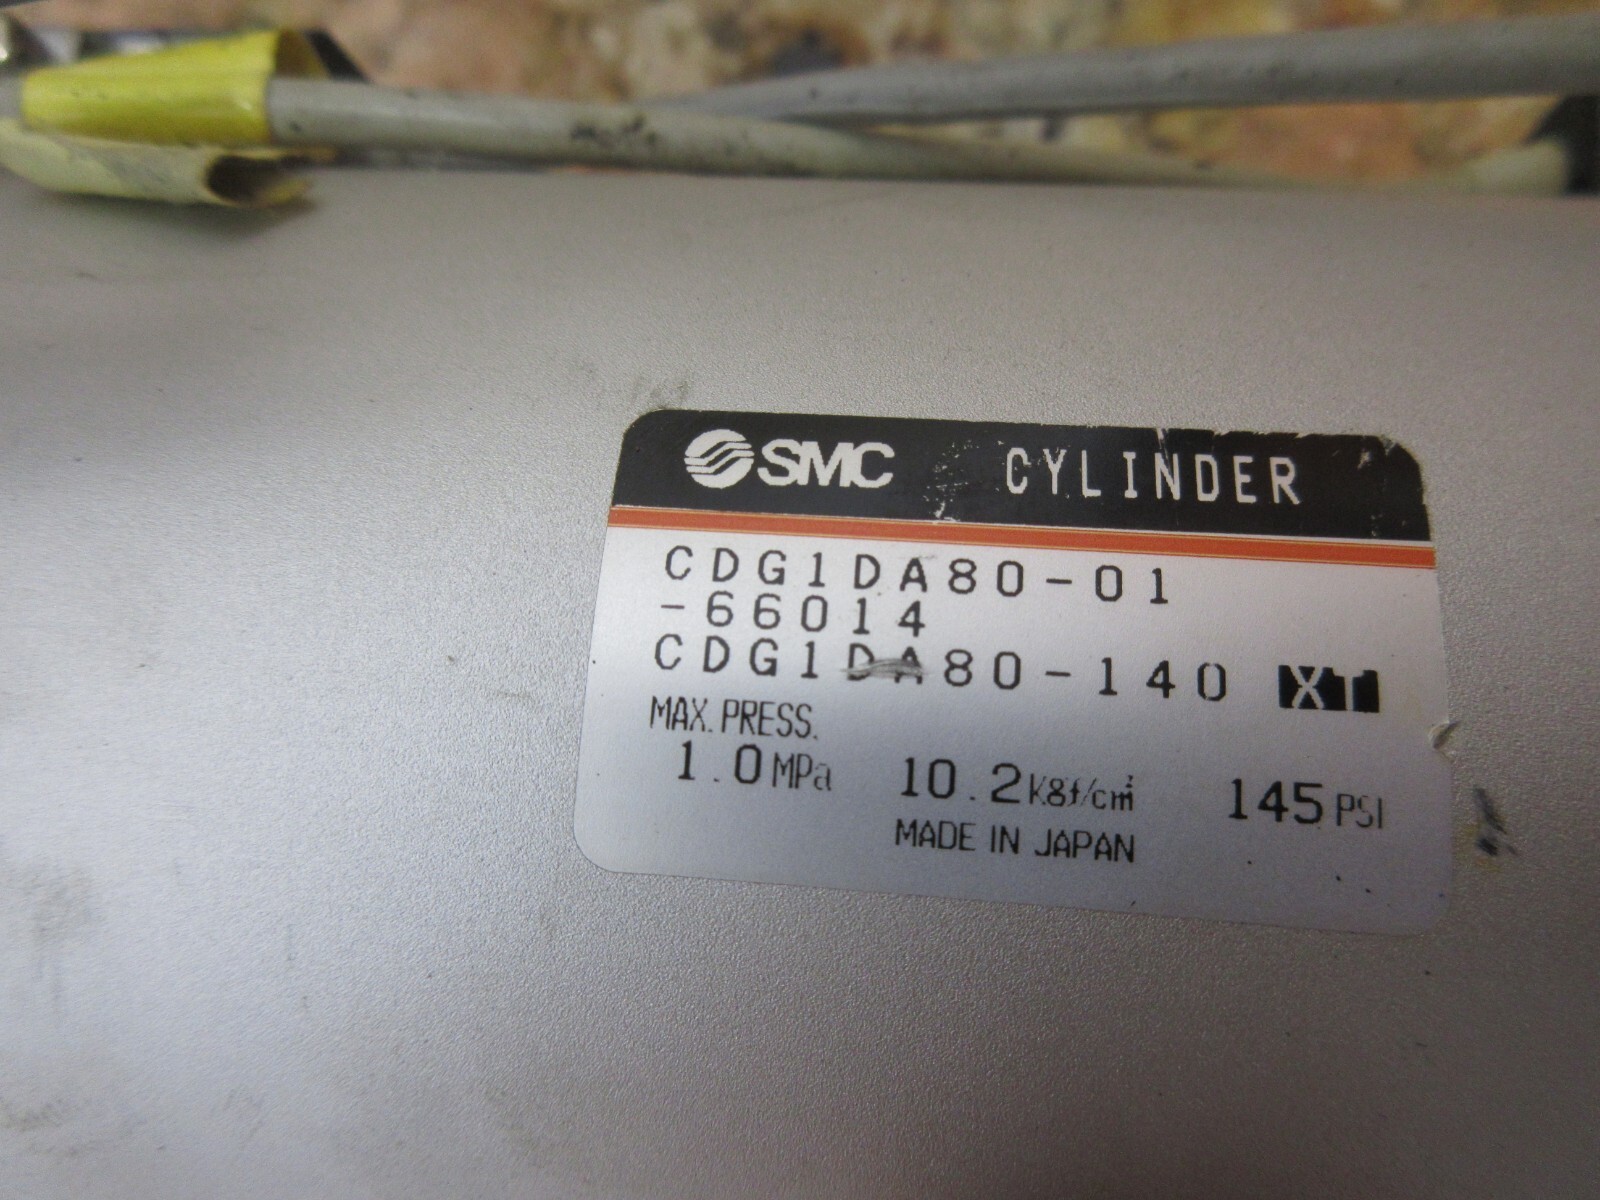 SMC CYLINDER
CDG1DA80-01
-66014
CDG1DA80-140 XT
MAX. PRESS.
1.0MPa 10.2Kgf/cm² 145PSI
MADE IN JAPAN